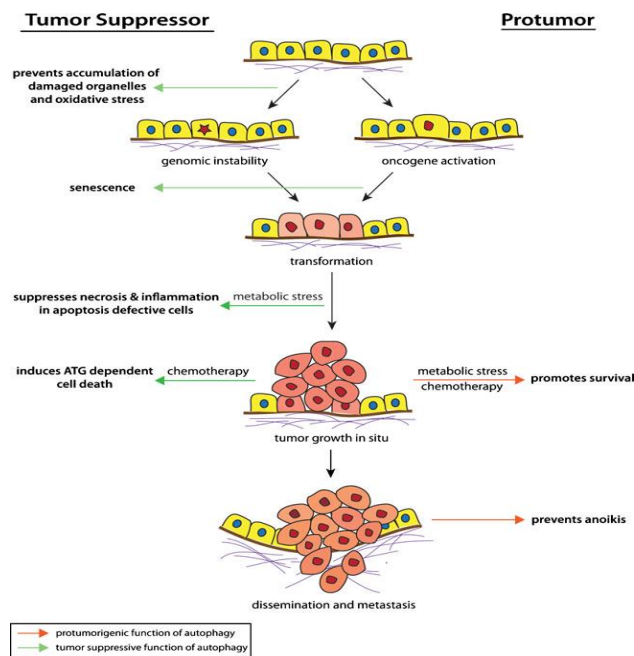 Tumor Suppressor
Protumor
prevents accumulation of
damaged organelles
and oxidative stress
genomic instability
oncogene activation
senescence
transformation
suppresses necrosis & inflammation
in apoptosis defective cells
metabolic stress
induces ATG dependent
cell death
chemotherapy
metabolic stress
chemotherapy
promotes survival
tumor growth in situ
prevents anoikis
dissemination and metastasis
protumorigenic function of autophagy
tumor suppressive function of autophagy